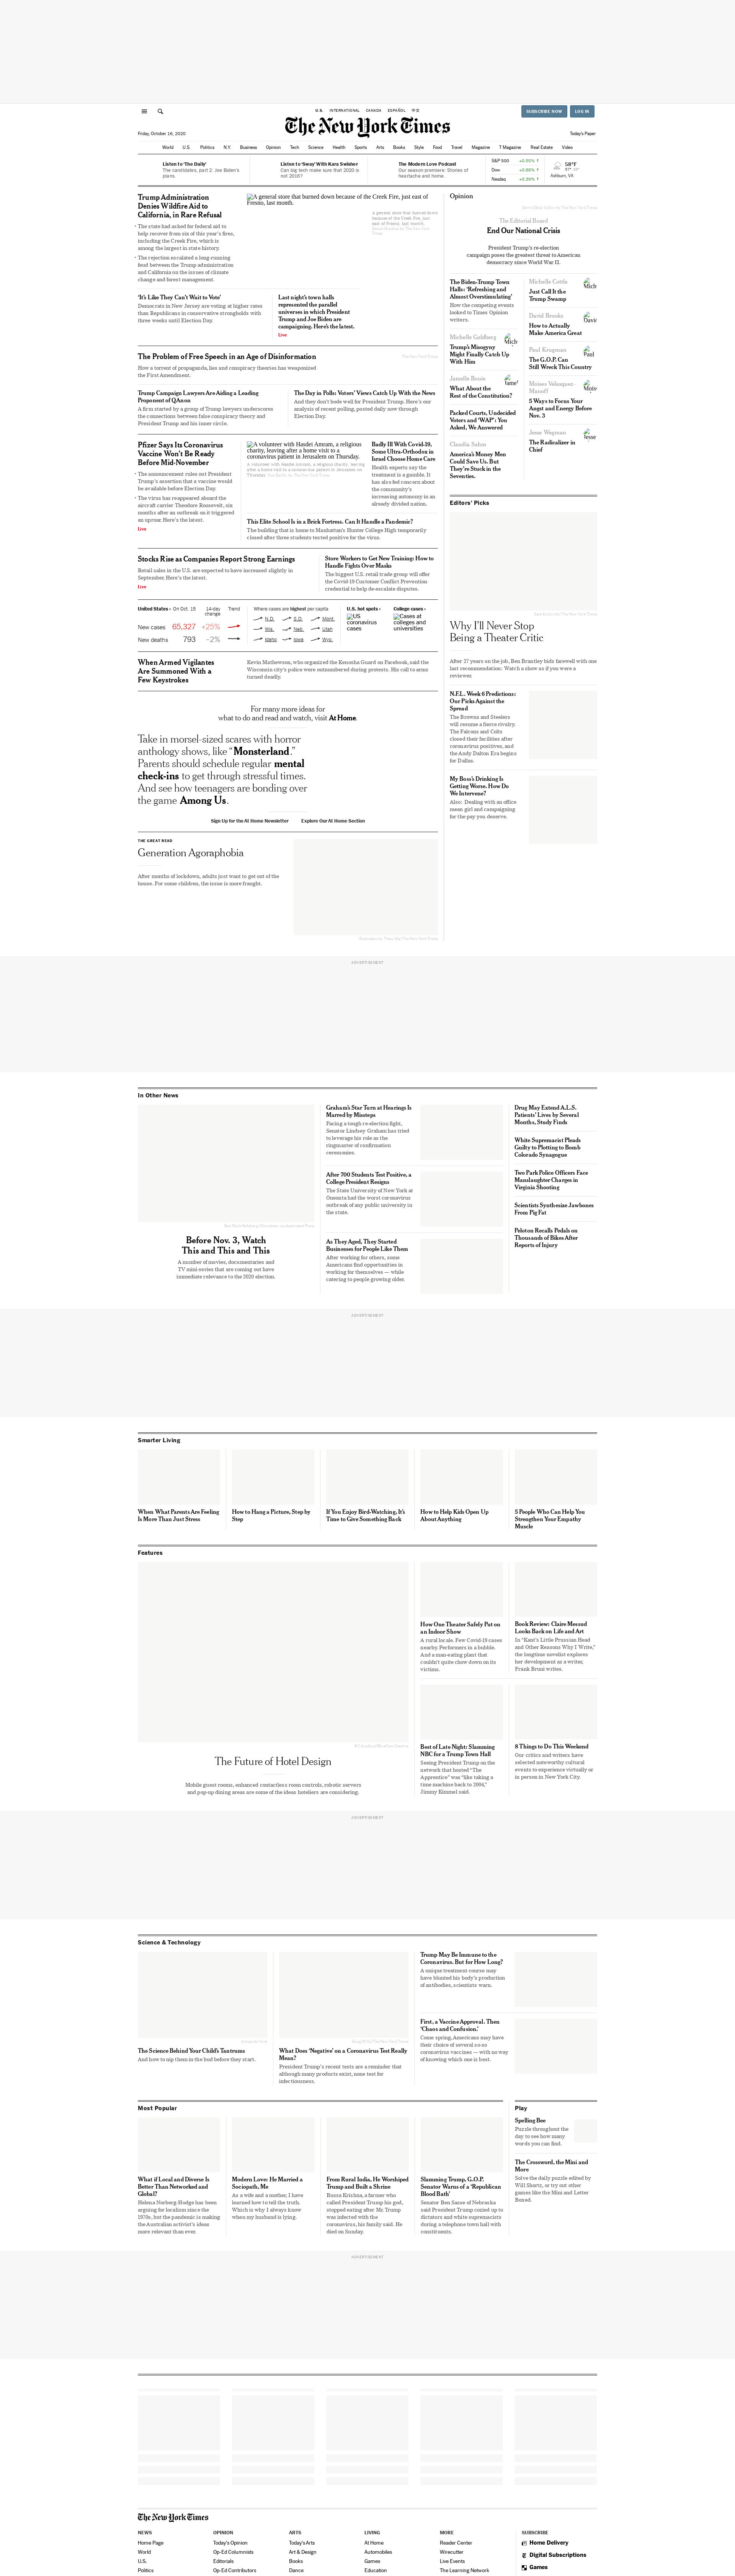 U.S. INTERNATIONAL CANADA ESPAÑOL 中文
SUBSCRIBE NOW LOG IN
The New York Times
Friday, October 16, 2020
Today's Paper
World U.S. Politics N.Y. Business Opinion Tech Science Health Sports Arts Books Style Food Travel Magazine T Magazine Real Estate Video
Listen to 'The Daily'
The candidates, part 2: Joe Biden's
plans.
Listen to 'Sway' With Kara Swisher
Can big tech make sure that 2020 is
not 2016?
The Modern Love Podcast
Our season premiere: Stories of
heartache and home
S&P 500
Dow
Nasdaq
58°F
Ashburn, VA
Trump Administration
Denies Wildfire Aid to
California, in Rare Refusal
• The state had asked for federal aid to
help recover from six of this year's fires,
including the Creek Fire, which is
among the largest in state history.
• The rejection escalated a long-running
feud between the Trump administration
and California on the issues of climate
change and forest management.
A general store that burned down because of the Creek Fire, just east of
Fresno, last month.
A general store that burned down
because of the Creek Fire, just
east of Fresno, last month.
'It's Like They Can't Wait to Vote'
Democrats in New Jersey are voting at higher rates
than Republicans in conservative strongholds with
three weeks until Election Day.
Last night's town halls
represented the parallel
universes in which President
Trump and Joe Biden are
campaigning. Here's the latest.
Live
The Problem of Free Speech in an Age of Disinformation
How a torrent of propaganda, lies and conspiracy theories has weaponized
the First Amendment.
The New York Times
Trump Campaign Lawyers Are Aiding a Leading
Proponent of QAnon
A firm started by a group of Trump lawyers underscores
the connections between false conspiracy theory and
President Trump and his inner circle.
The Day in Polls: Voters' Views Catch Up With the News
And they don't bode well for President Trump. Here's our
analysis of recent polling, posted daily now through
Election Day.
Pfizer Says Its Coronavirus
Vaccine Won't Be Ready
Before Mid-November
• The announcement rules out President
Trump's assertion that a vaccine would
be available before Election Day.
• The virus has reappeared aboard the
aircraft carrier Theodore Roosevelt, six
months after an outbreak on it triggered
an uproar. Here's the latest.
Live
A volunteer with Hasdei Amram, a religious
charity, leaving after a home visit to a
coronavirus patient in Jerusalem on Thursday.
A volunteer with Hasdei Amram, a religious charity, leaving
after a home visit to a coronavirus patient in Jerusalem on
Thursday.
Badly Ill With Covid-19,
Some Ultra-Orthodox in
Israel Choose Home Care
Health experts say the
treatment is a gamble. It
has also fed concern about
the community's
increasing autonomy in an
already divided nation.
This Elite School Is in a Brick Fortress. Can It Handle a Pandemic?
The building that is home to Manhattan's Hunter College High temporarily
closed after three students tested positive for the virus.
Stocks Rise as Companies Report Strong Earnings
Retail sales in the U.S. are expected to have increased slightly in
September. Here's the latest.
Live
Store Workers to Get New Training: How to
Handle Fights Over Masks
The biggest U.S. retail trade group will offer
the Covid-19 Customer Conflict Prevention
credential to help de-escalate disputes.
United States › On Oct. 15 14-day
change Trend
New cases 65,327 +25%
New deaths 793 –2%
Where cases are highest per capita
N.D. S.D. Mont.
Wis. Neb. Utah
Idaho Iowa Wyo.
U.S. hot spots ›
US
coronavirus
cases
College cases ›
Cases at
colleges and
universities
When Armed Vigilantes
Are Summoned With a
Few Keystrokes
Kevin Mathewson, who organized the Kenosha Guard on Facebook, said the
Wisconsin city's police were outnumbered during protests. His call to arms
turned deadly.
For many more ideas for
what to do and read and watch, visit At Home.
Take in morsel-sized scares with horror
anthology shows, like "Monsterland."
Parents should schedule regular mental
check-ins to get through stressful times.
And see how teenagers are bonding over
the game Among Us.
Sign Up for the At Home Newsletter Explore Our At Home Section
THE GREAT READ
Generation Agoraphobia
After months of lockdown, adults just want to get out of the
house. For some children, the issue is more fraught.
Opinion
The Editorial Board
End Our National Crisis
President Trump's re-election
campaign poses the greatest threat to American
democracy since World War II.
The Biden-Trump Town
Halls: 'Refreshing and
Almost Overstimulating'
How the competing events
looked to Times Opinion
writers.
Michelle Goldberg
Trump's Misogyny
Might Finally Catch Up
With Him
Jamelle Bouie
What About the
Rest of the Constitution?
Packed Courts, Undecided
Voters and 'WAP': You
Asked, We Answered
Claudia Sahm
America's Money Men
Could Save Us. But
They're Stuck in the
Seventies.
Michelle Cottle
Just Call It the
Trump Swamp
David Brooks
How to Actually
Make America Great
Paul Krugman
The G.O.P. Can
Still Wreck This Country
Moises Velasquez-
Manoff
5 Ways to Focus Your
Angst and Energy Before
Nov. 3
Jesse Wegman
The Radicalizer in
Chief
Editors' Picks
Why I'll Never Stop
Being a Theater Critic
After 27 years on the job, Ben Brantley bids farewell with one
last recommendation: Watch a show as if you were a
reviewer.
N.F.L. Week 6 Predictions:
Our Picks Against the
Spread
The Browns and Steelers
will resume a fierce rivalry.
The Falcons and Colts
closed their facilities after
coronavirus positives, and
the Andy Dalton Era begins
for Dallas.
My Boss's Drinking Is
Getting Worse. How Do
We Intervene?
Also: Dealing with an office
mean girl and campaigning
for the pay you deserve.
ADVERTISEMENT
In Other News
Before Nov. 3, Watch
This and This and This
A number of movies, documentaries and
TV mini-series that are coming out have
immediate relevance to the 2020 election.
Graham's Star Turn at Hearings Is
Marred by Missteps
Facing a tough re-election fight,
Senator Lindsey Graham has tried
to leverage his role as the
ringmaster of confirmation
ceremonies.
After 700 Students Test Positive, a
College President Resigns
The State University of New York at
Oneonta had the worst coronavirus
outbreak of any public university in
the state.
As They Aged, They Started
Businesses for People Like Them
After working for others, some
Americans find opportunities in
working for themselves — while
catering to people growing older.
Drug May Extend A.L.S.
Patients' Lives by Several
Months, Study Finds
White Supremacist Pleads
Guilty to Plotting to Bomb
Colorado Synagogue
Two Park Police Officers Face
Manslaughter Charges in
Virginia Shooting
Scientists Synthesize Jawbones
From Pig Fat
Peloton Recalls Pedals on
Thousands of Bikes After
Reports of Injury
ADVERTISEMENT
Smarter Living
When What Parents Are Feeling
Is More Than Just Stress
How to Hang a Picture, Step by
Step
If You Enjoy Bird-Watching, It's
Time to Give Something Back
How to Help Kids Open Up
About Anything
5 People Who Can Help You
Strengthen Your Empathy
Muscle
Features
The Future of Hotel Design
Mobile guest rooms, enhanced contactless room controls, robotic servers
and pop-up dining areas are some of the ideas hoteliers are considering.
How One Theater Safely Put on
an Indoor Show
A rural locale. Few Covid-19 cases
nearby. Performers in a bubble.
And a man-eating plant that
couldn't quite chow down on its
victims.
Book Review: Claire Messud
Looks Back on Life and Art
In "Kant's Little Prussian Head
and Other Reasons Why I Write,"
the longtime novelist explores
her development as a writer,
Frank Bruni writes.
Best of Late Night: Slamming
NBC for a Trump Town Hall
Seeing President Trump on the
network that hosted "The
Apprentice" was "like taking a
time machine back to 2004,"
Jimmy Kimmel said.
8 Things to Do This Weekend
Our critics and writers have
selected noteworthy cultural
events to experience virtually or
in person in New York City.
ADVERTISEMENT
Science & Technology
The Science Behind Your Child's Tantrums
And how to nip them in the bud before they start.
What Does 'Negative' on a Coronavirus Test Really
Mean?
President Trump's recent tests are a reminder that
although many products exist, none test for
infectiousness.
Trump May Be Immune to the
Coronavirus. But for How Long?
A unique treatment course may
have blunted his body's production
of antibodies, scientists warn.
First, a Vaccine Approval. Then
'Chaos and Confusion.'
Come spring, Americans may have
their choice of several so-so
coronavirus vaccines — with no way
of knowing which one is best.
Most Popular
What if Local and Diverse Is
Better Than Networked and
Global?
Helena Norberg-Hodge has been
arguing for localism since the
1970s, but the pandemic is making
the Australian activist's ideas
more relevant than ever.
Modern Love: He Married a
Sociopath, Me
As a wife and a mother, I have
learned how to tell the truth.
Which is why I always know
when my husband is lying.
From Rural India, He Worshiped
Trump and Built a Shrine
Bussa Krishna, a farmer who
called President Trump his god,
stopped eating after Mr. Trump
was infected with the
coronavirus, his family said. He
died on Sunday.
Slamming Trump, G.O.P.
Senator Warns of a 'Republican
Blood Bath'
Senator Ben Sasse of Nebraska
said President Trump cozied up to
dictators and white supremacists
during a telephone town hall with
constituents.
Play
Spelling Bee
Puzzle throughout the
day to see how many
words you can find.
The Crossword, the Mini and
More
Solve the daily puzzle edited by
Will Shortz, or try out other
games like the Mini and Letter
Boxed.
ADVERTISEMENT
The New York Times
NEWS
Home Page
World
U.S.
Politics
OPINION
Today's Opinion
Op-Ed Columnists
Editorials
Op-Ed Contributors
ARTS
Today's Arts
Art & Design
Books
Dance
LIVING
At Home
Automobiles
Games
Education
MORE
Reader Center
Wirecutter
Live Events
The Learning Network
SUBSCRIBE
Home Delivery
Digital Subscriptions
Games